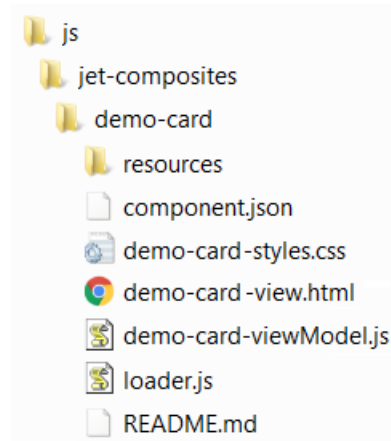 js
jet-composites
demo-card
resources
component.json
demo-card-styles.css
demo-card-view.html
demo-card-viewModel.js
loader.js
README.md